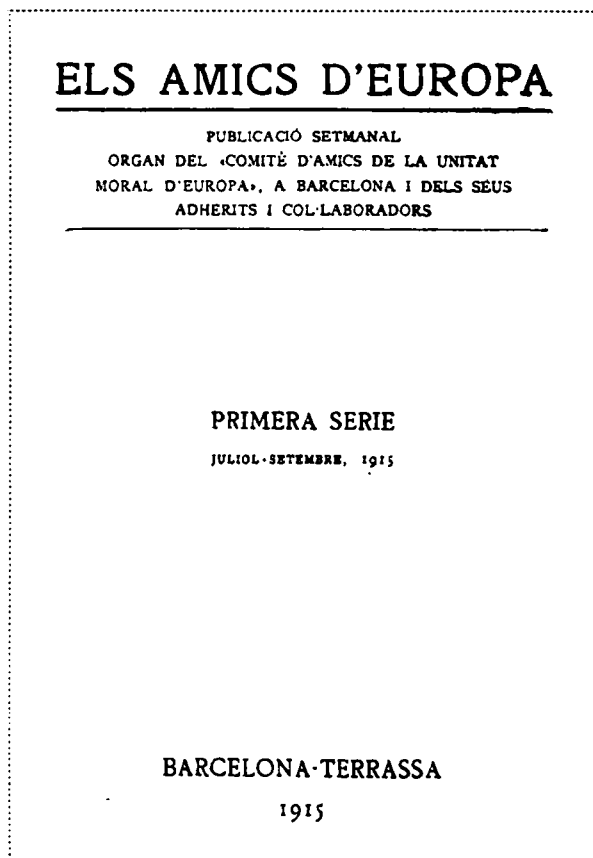 ELS AMICS D'EUROPA
PUBLICACIÓ SETMANAL
ORGAN DEL «COMITÈ D'AMICS DE LA UNITAT
MORAL D'EUROPA», A BARCELONA I DELS SEUS
ADHERITS I COL·LABORADORS
PRIMERA SERIE
JULIOL-SETEMBRE, 1915
BARCELONA-TERRASSA
1915